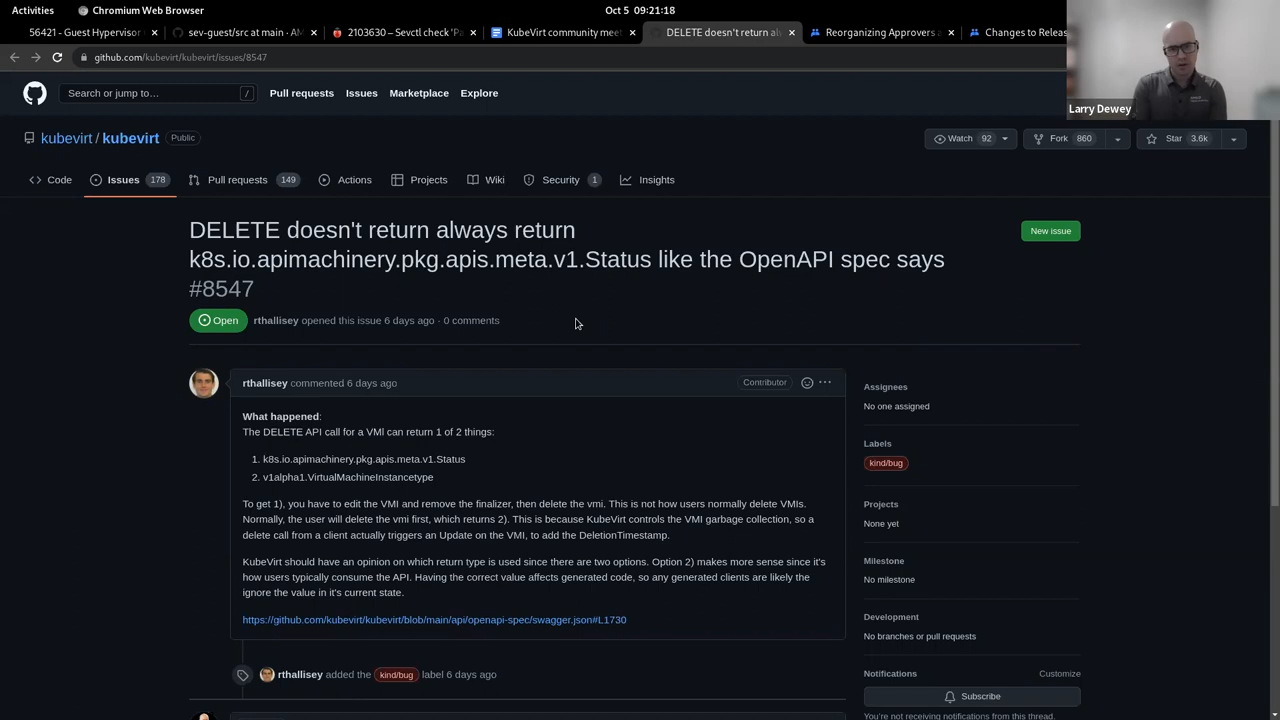 Activities
Chromium Web Browser
Oct 5 09:21:18
56421 - Guest Hypervisor
sev-guest/src at main · AM
2103630 – Sevctl check 'Pa
KubeVirt community mee
DELETE doesn't return al
Reorganizing Approvers a
Changes to Relea
github.com/kubevirt/kubevirt/issues/8547
Larry Dewey
Search or jump to…
/
Pull requests
Issues
Marketplace
Explore
kubevirt / kubevirt
Public
Watch 92
Fork 860
Star 3.6k
Code
Issues 178
Pull requests 149
Actions
Projects
Wiki
Security 1
Insights
DELETE doesn't return always return
k8s.io.apimachinery.pkg.apis.meta.v1.Status like the OpenAPI spec says
#8547
New issue
Open
rthallisey opened this issue 6 days ago · 0 comments
rthallisey commented 6 days ago
Contributor
What happened:
The DELETE API call for a VMI can return 1 of 2 things:
1. k8s.io.apimachinery.pkg.apis.meta.v1.Status
2. v1alpha1.VirtualMachineInstancetype
To get 1), you have to edit the VMI and remove the finalizer, then delete the vmi. This is not how users normally delete VMIs.
Normally, the user will delete the vmi first, which returns 2). This is because KubeVirt controls the VMI garbage collection, so a
delete call from a client actually triggers an Update on the VMI, to add the DeletionTimestamp.
KubeVirt should have an opinion on which return type is used since there are two options. Option 2) makes more sense since it's
how users typically consume the API. Having the correct value affects generated code, so any generated clients are likely the
ignore the value in it's current state.
https://github.com/kubevirt/kubevirt/blob/main/api/openapi-spec/swagger.json#L1730
rthallisey added the kind/bug label 6 days ago
Assignees
No one assigned
Labels
kind/bug
Projects
None yet
Milestone
No milestone
Development
No branches or pull requests
Notifications
Customize
Subscribe
You're not receiving notifications from this thread.